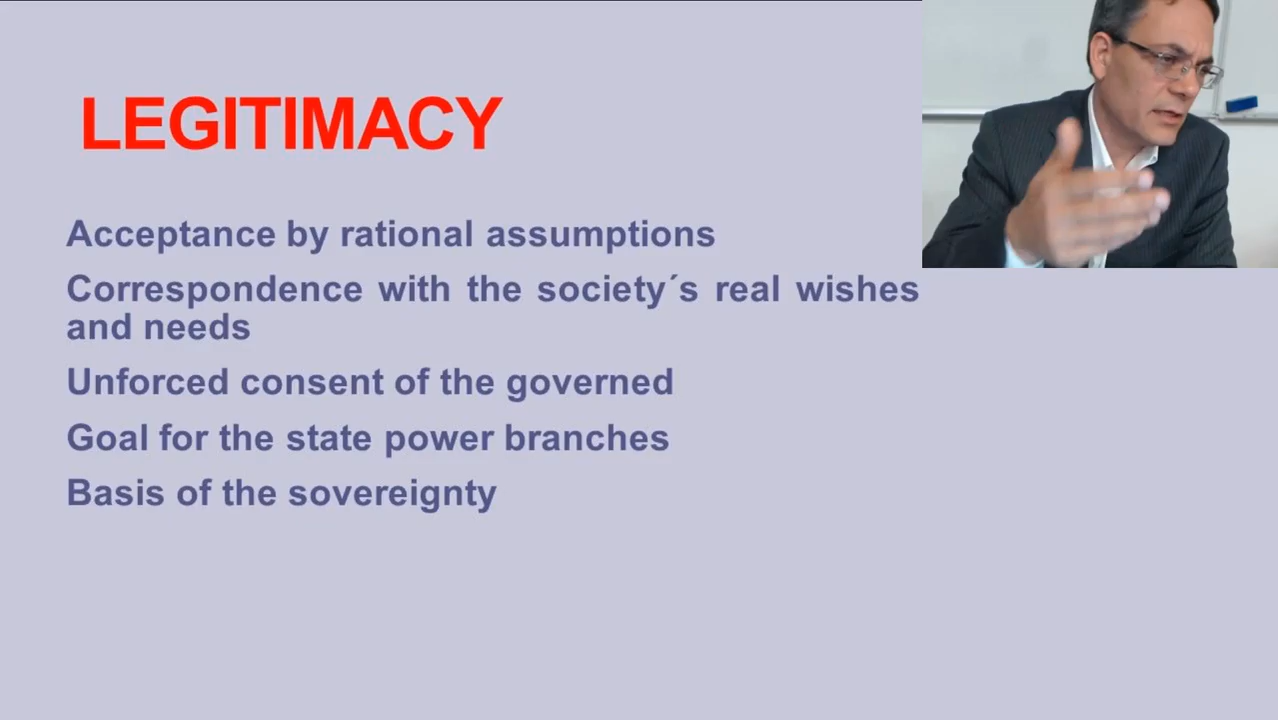 LEGITIMACY
Acceptance by rational assumptions
Correspondence with the society´s real wishes
and needs
Unforced consent of the governed
Goal for the state power branches
Basis of the sovereignty